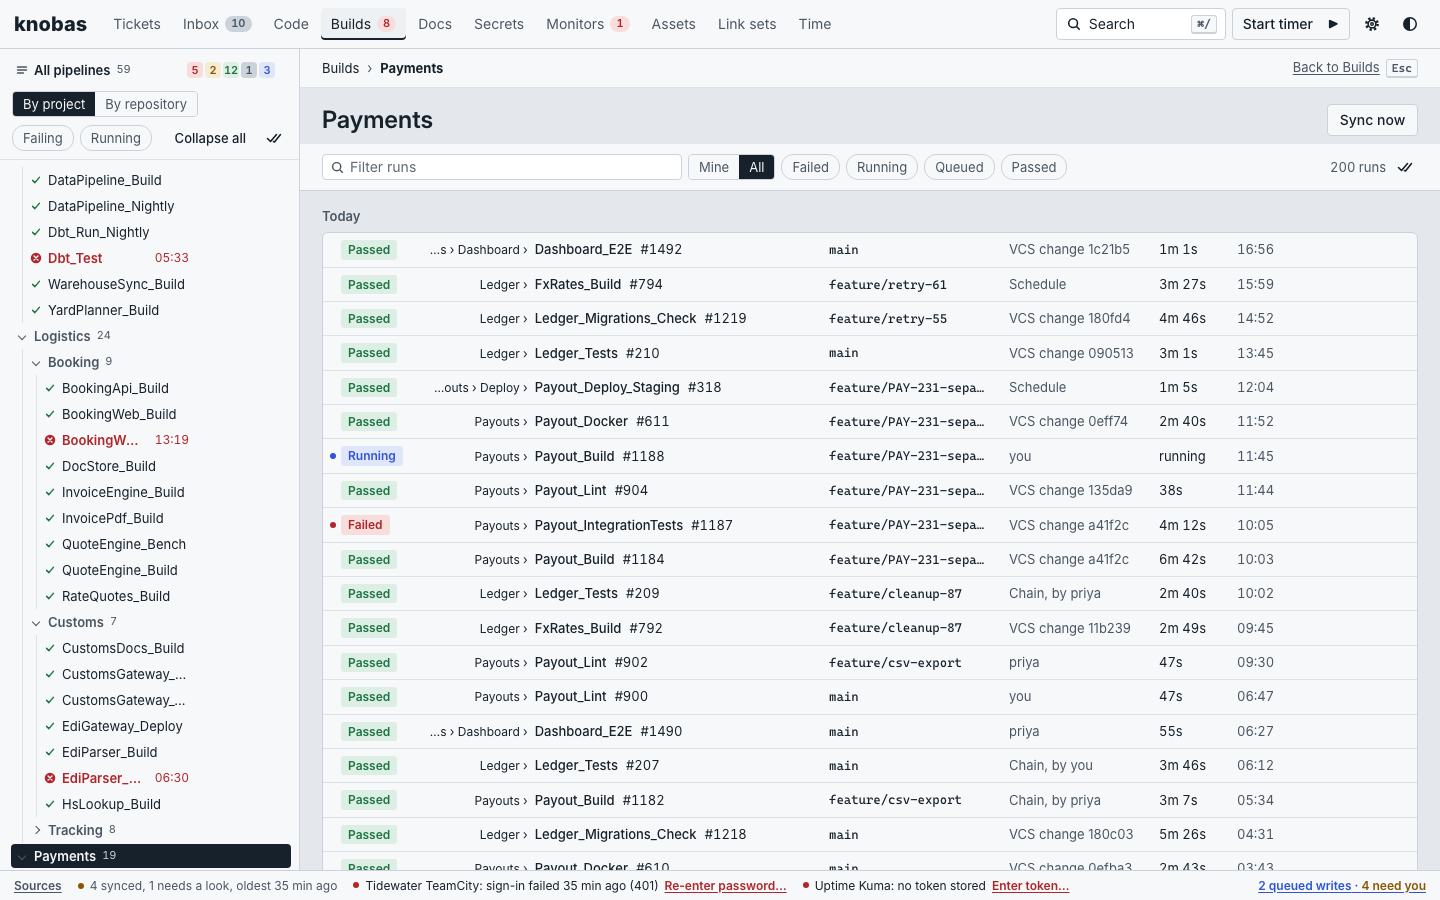 knobas Tickets Inbox 10 Code Builds 8 Docs Secrets Monitors 1 Assets Link sets Time Search ⌘/ Start timer
All pipelines 59 5 2 12 1 3
By project By repository
Failing Running Collapse all
DataPipeline_Build
DataPipeline_Nightly
Dbt_Run_Nightly
Dbt_Test 05:33
WarehouseSync_Build
YardPlanner_Build
Logistics 24
Booking 9
BookingApi_Build
BookingWeb_Build
BookingW... 13:19
DocStore_Build
InvoiceEngine_Build
InvoicePdf_Build
QuoteEngine_Bench
QuoteEngine_Build
RateQuotes_Build
Customs 7
CustomsDocs_Build
CustomsGateway_...
CustomsGateway_...
EdiGateway_Deploy
EdiParser_Build
EdiParser_... 06:30
HsLookup_Build
Tracking 8
Payments 19
Builds › Payments Back to Builds Esc
Payments Sync now
Filter runs Mine All Failed Running Queued Passed 200 runs
Today
Passed ...s › Dashboard › Dashboard_E2E #1492 main VCS change 1c21b5 1m 1s 16:56
Passed Ledger › FxRates_Build #794 feature/retry-61 Schedule 3m 27s 15:59
Passed Ledger › Ledger_Migrations_Check #1219 feature/retry-55 VCS change 180fd4 4m 46s 14:52
Passed Ledger › Ledger_Tests #210 main VCS change 090513 3m 1s 13:45
Passed ...outs › Deploy › Payout_Deploy_Staging #318 feature/PAY-231-sepa... Schedule 1m 5s 12:04
Passed Payouts › Payout_Docker #611 feature/PAY-231-sepa... VCS change 0eff74 2m 40s 11:52
Running Payouts › Payout_Build #1188 feature/PAY-231-sepa... you running 11:45
Passed Payouts › Payout_Lint #904 feature/PAY-231-sepa... VCS change 135da9 38s 11:44
Failed Payouts › Payout_IntegrationTests #1187 feature/PAY-231-sepa... VCS change a41f2c 4m 12s 10:05
Passed Payouts › Payout_Build #1184 feature/PAY-231-sepa... VCS change a41f2c 6m 42s 10:03
Passed Ledger › Ledger_Tests #209 feature/cleanup-87 Chain, by priya 2m 40s 10:02
Passed Ledger › FxRates_Build #792 feature/cleanup-87 VCS change 11b239 2m 49s 09:45
Passed Payouts › Payout_Lint #902 feature/csv-export priya 47s 09:30
Passed Payouts › Payout_Lint #900 main you 47s 06:47
Passed ...s › Dashboard › Dashboard_E2E #1490 main priya 55s 06:27
Passed Ledger › Ledger_Tests #207 main Chain, by you 3m 46s 06:12
Passed Payouts › Payout_Build #1182 feature/csv-export Chain, by priya 3m 7s 05:34
Passed Ledger › Ledger_Migrations_Check #1218 main VCS change 180c03 5m 26s 04:31
Passed Payouts › Payout_Docker #610 main VCS change 0efba3 2m 43s 03:43
Sources 4 synced, 1 needs a look, oldest 35 min ago Tidewater TeamCity: sign-in failed 35 min ago (401) Re-enter password... Uptime Kuma: no token stored Enter token... 2 queued writes · 4 need you